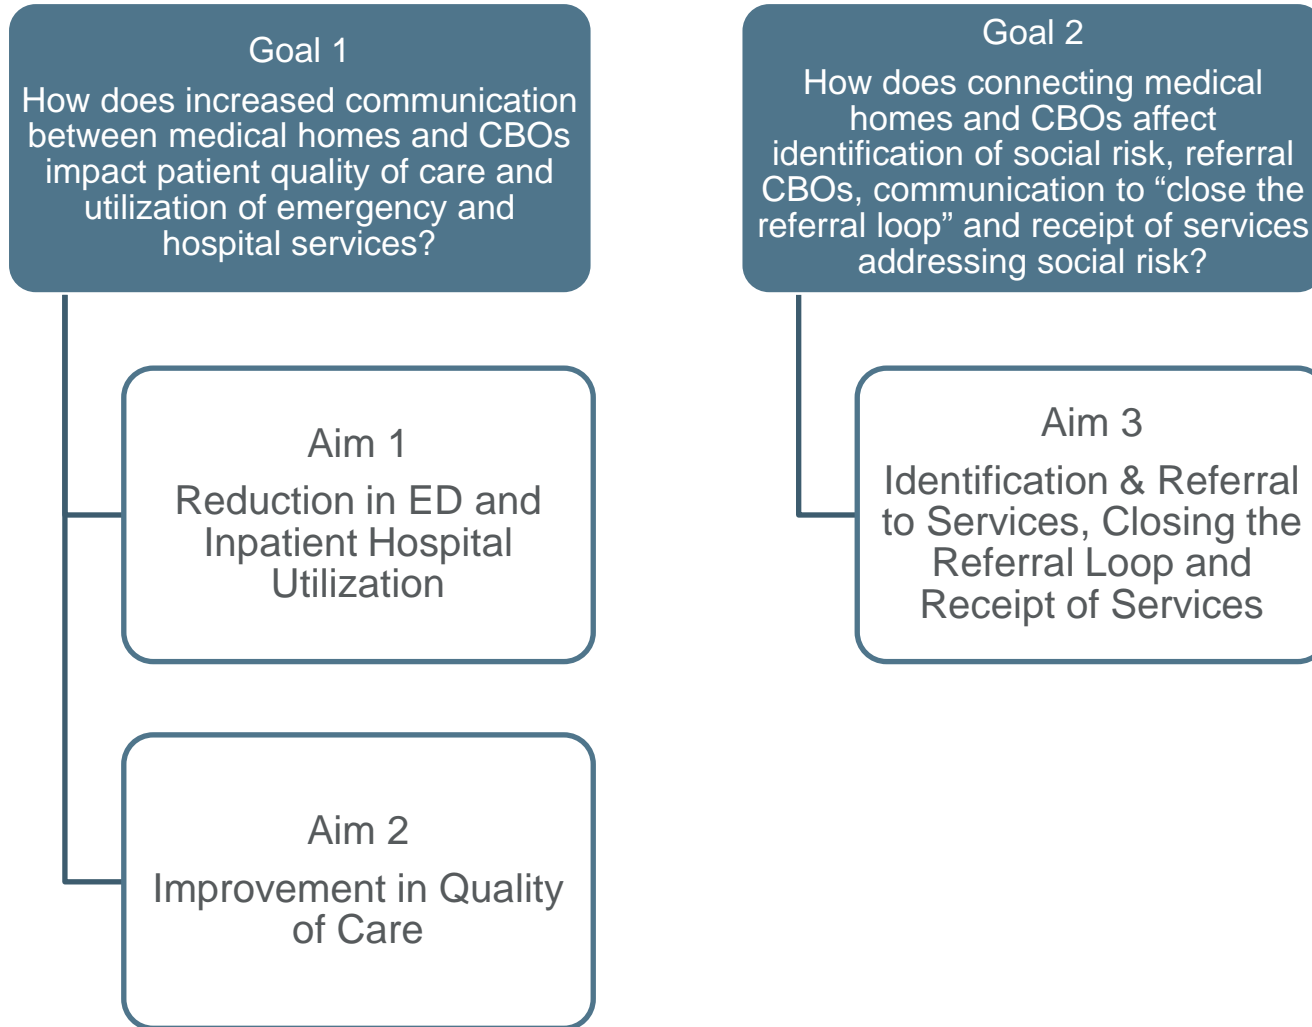 Goal 1
How does increased communication
between medical homes and CBOs
impact patient quality of care and
utilization of emergency and
hospital services?
Aim 1
Reduction in ED and
Inpatient Hospital
Utilization
Aim 2
Improvement in Quality
of Care
Goal 2
How does connecting medical
homes and CBOs affect
identification of social risk, referral
CBOs, communication to “close the
referral loop” and receipt of services
addressing social risk?
Aim 3
Identification & Referral
to Services, Closing the
Referral Loop and
Receipt of Services